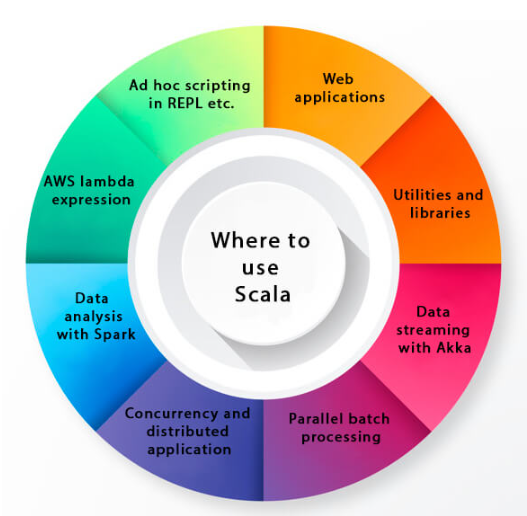 Where to
use
Scala
Web
applications
Utilities and
libraries
Data
streaming
with Akka
Parallel batch
processing
Concurrency and
distributed
application
Data
analysis
with Spark
AWS lambda
expression
Ad hoc scripting
in REPL etc.